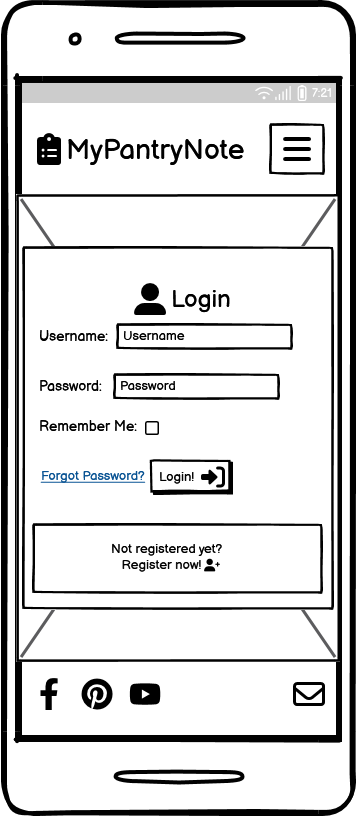 7:21
MyPantryNote
Login
Username: Username
Password: Password
Remember Me:
Forgot Password? Login!
Not registered yet?
Register now!